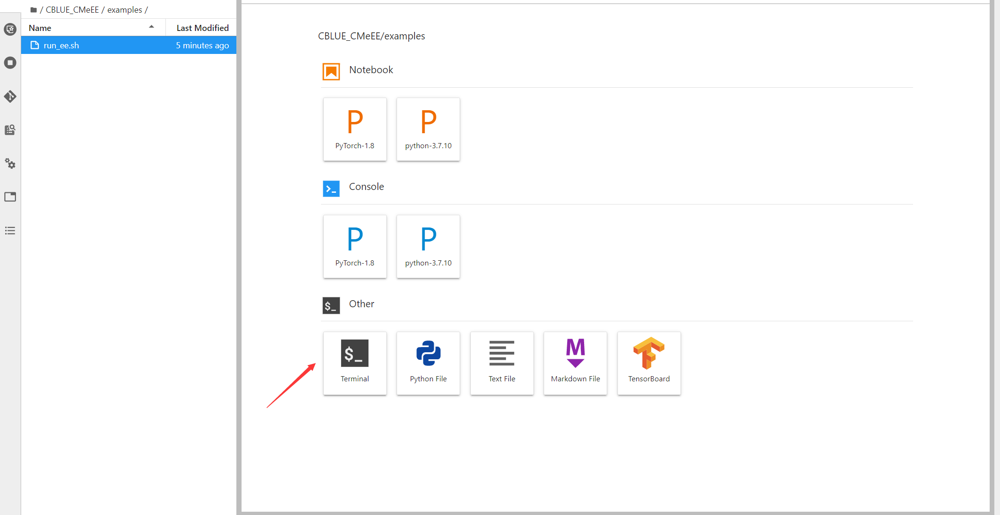 / CBLUE_CMeEE / examples /
Name Last Modified
run_ee.sh 5 minutes ago
CBLUE_CMeEE/examples
Notebook
P P
PyTorch-1.8 python-3.7.10
Console
P P
PyTorch-1.8 python-3.7.10
$_ Other
$_ M
Terminal Python File Text File Markdown File TensorBoard